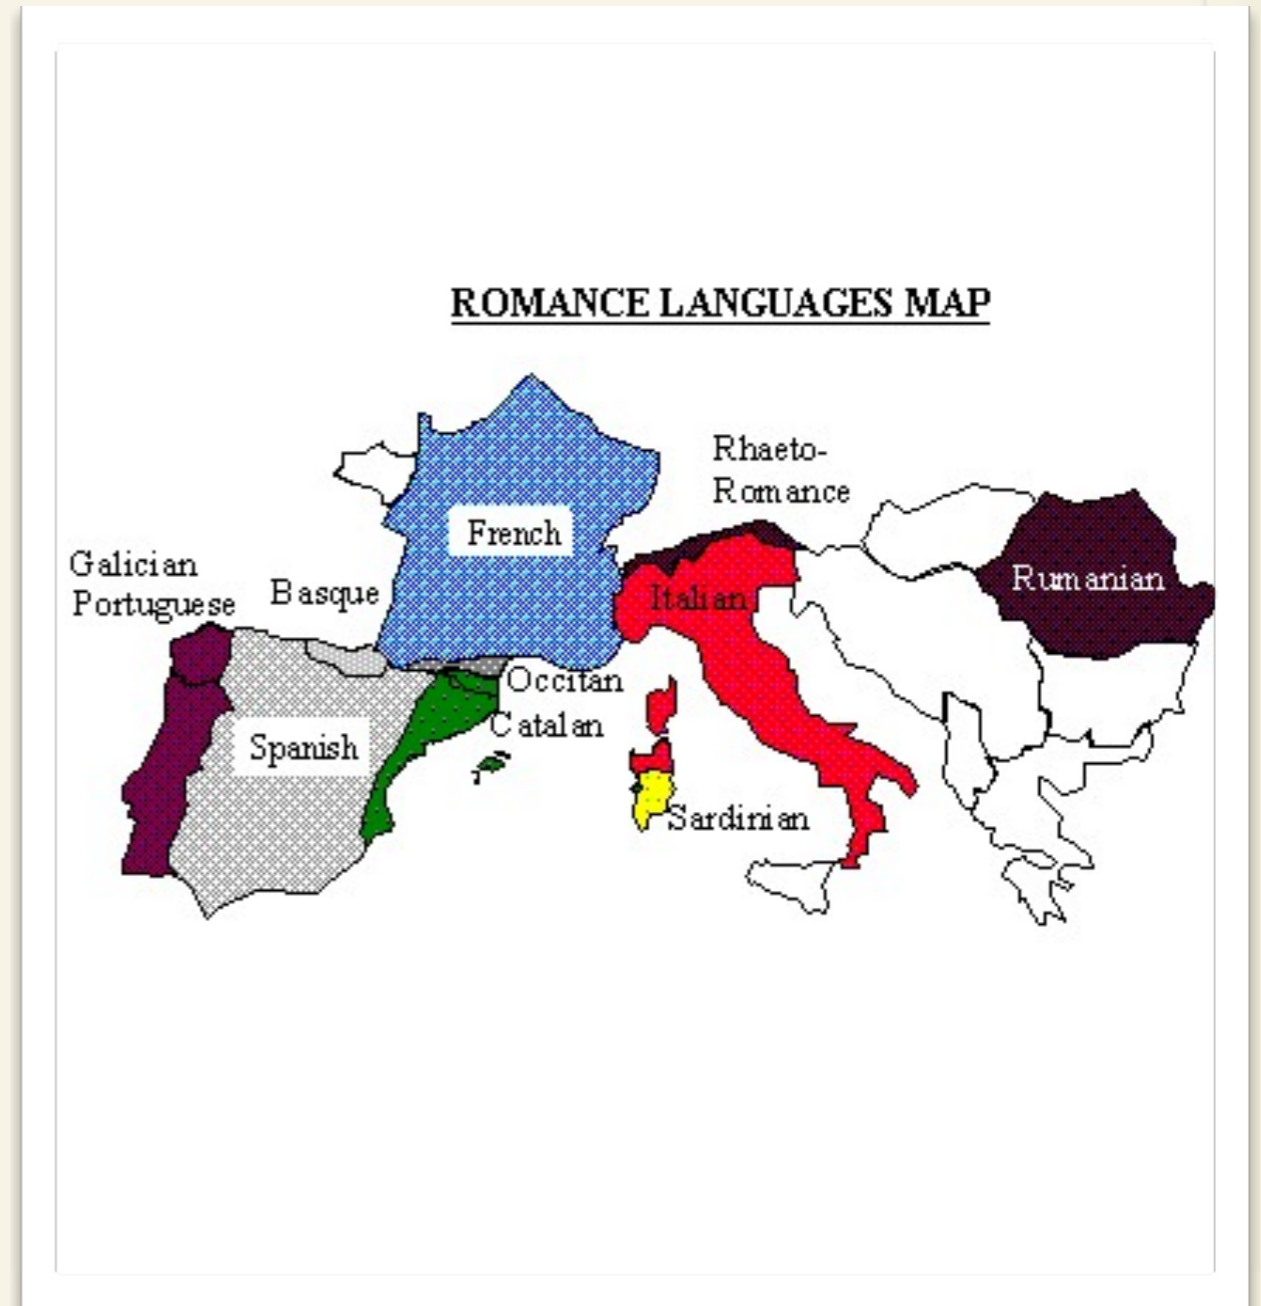 ROMANCE LANGUAGES MAP
Rhaeto-
Romance
French
Galician
Portuguese
Basque
Italian
Rumanian
Occitan
Catalan
Spanish
Sardinian